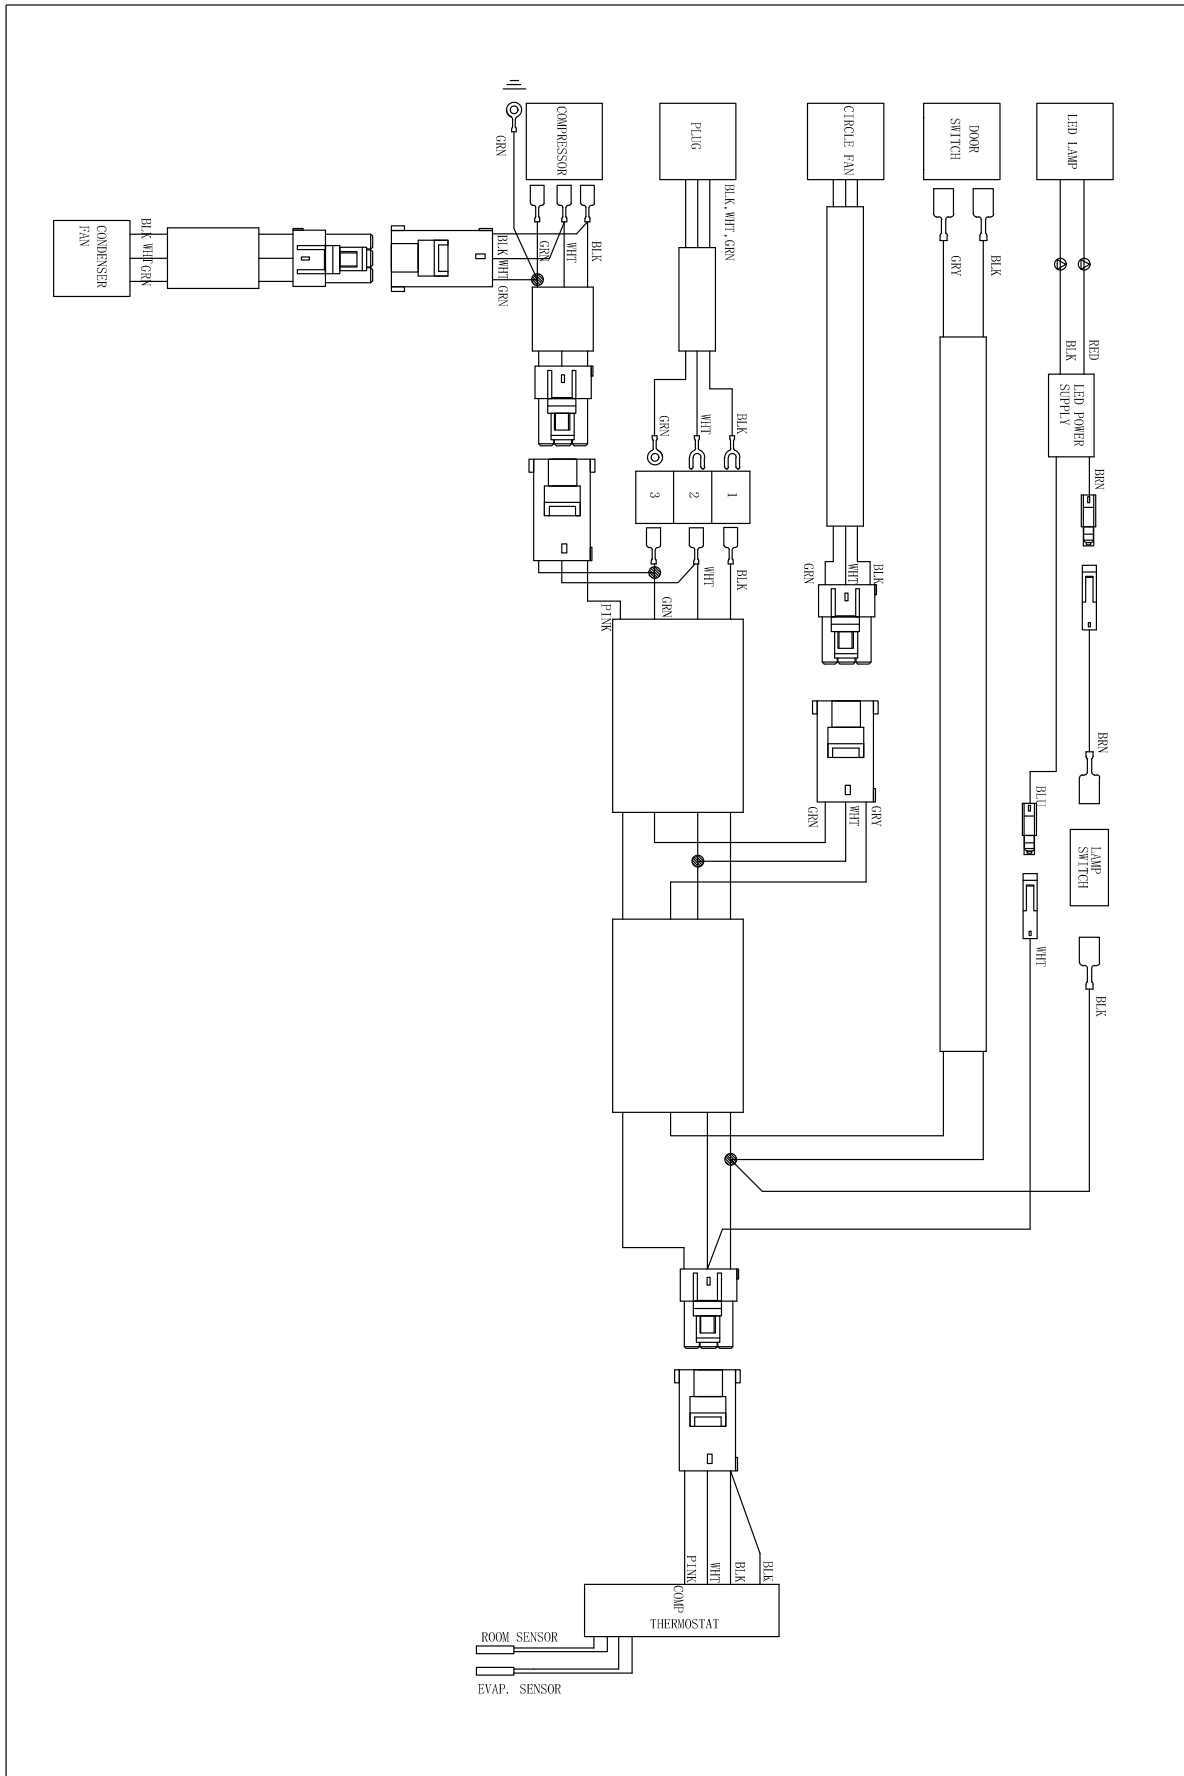 COMPRESSOR
PLUG
CIRCLE FAN
DOOR
SWITCH
LED LAMP
GRN
BLK
WHT
GRN
CONDENSER
FAN
BLK
WHT
GRN
BLK
WHT
GRN
BLK,WHT,GRN
GRY
BLK
BLK
RED
LED POWER
SUPPLY
GRN
WHT
BLK
3
2
1
BRN
GRN
WHT
BLK
PINK
GRN
WHT
BLK
BRN
BLU
GRN
WHT
GRY
LAMP
SWITCH
WHT
BLK
PINK
WHT
BLK
BLK
COMP
THERMOSTAT
ROOM SENSOR
EVAP. SENSOR